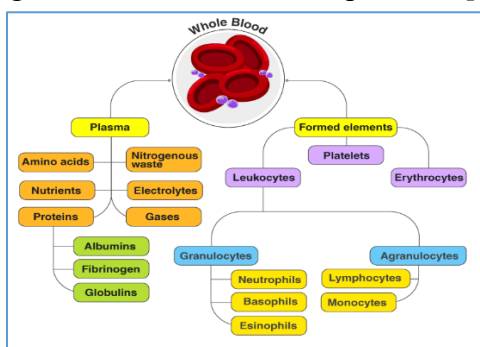 Whole Blood
Plasma
Amino acids
Nitrogenous
waste
Nutrients
Electrolytes
Proteins
Gases
Albumins
Fibrinogen
Globulins
Formed elements
Platelets
Leukocytes
Erythrocytes
Granulocytes
Agranulocytes
Neutrophils
Basophils
Esinophils
Lymphocytes
Monocytes